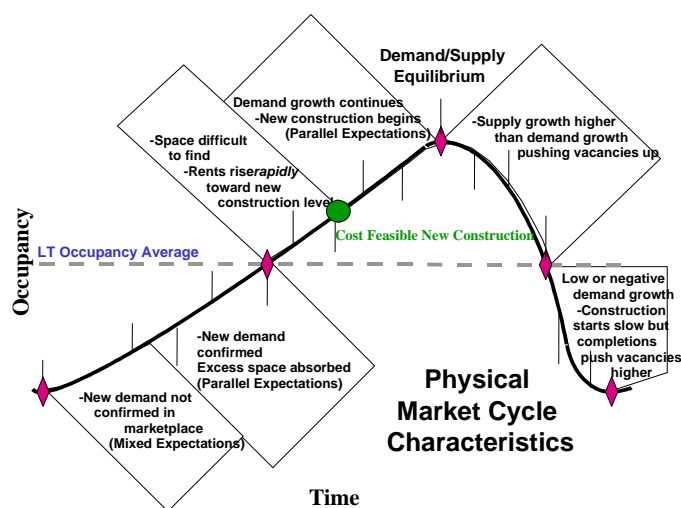 Demand/Supply
Equilibrium
Demand growth continues
-New construction begins
(Parallel Expectations)
-Supply growth higher
than demand growth
pushing vacancies up
-Space difficult
to find
-Rents rise rapidly
toward new
construction level
Cost Feasible New Construction
LT Occupancy Average
Occupancy
Low or negative
demand growth
-Construction
starts slow but
completions
push vacancies
higher
-New demand
confirmed
Excess space absorbed
(Parallel Expectations)
-New demand not
confirmed in
marketplace
(Mixed Expectations)
Physical
Market Cycle
Characteristics
Time